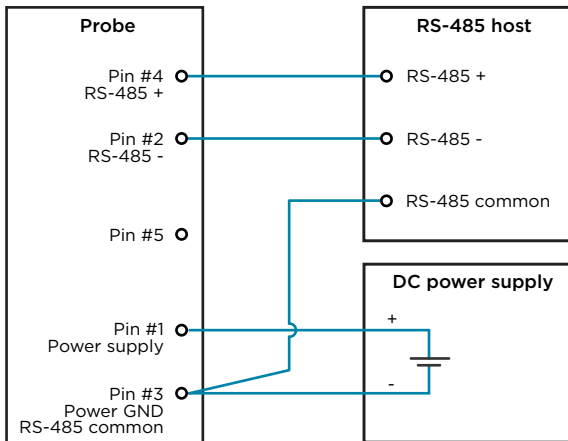 Probe
Pin #4
RS-485 +
Pin #2
RS-485 -
Pin #5
Pin #1
Power supply
Pin #3
Power GND
RS-485 common
RS-485 host
RS-485 +
RS-485 -
RS-485 common
DC power supply
+
-